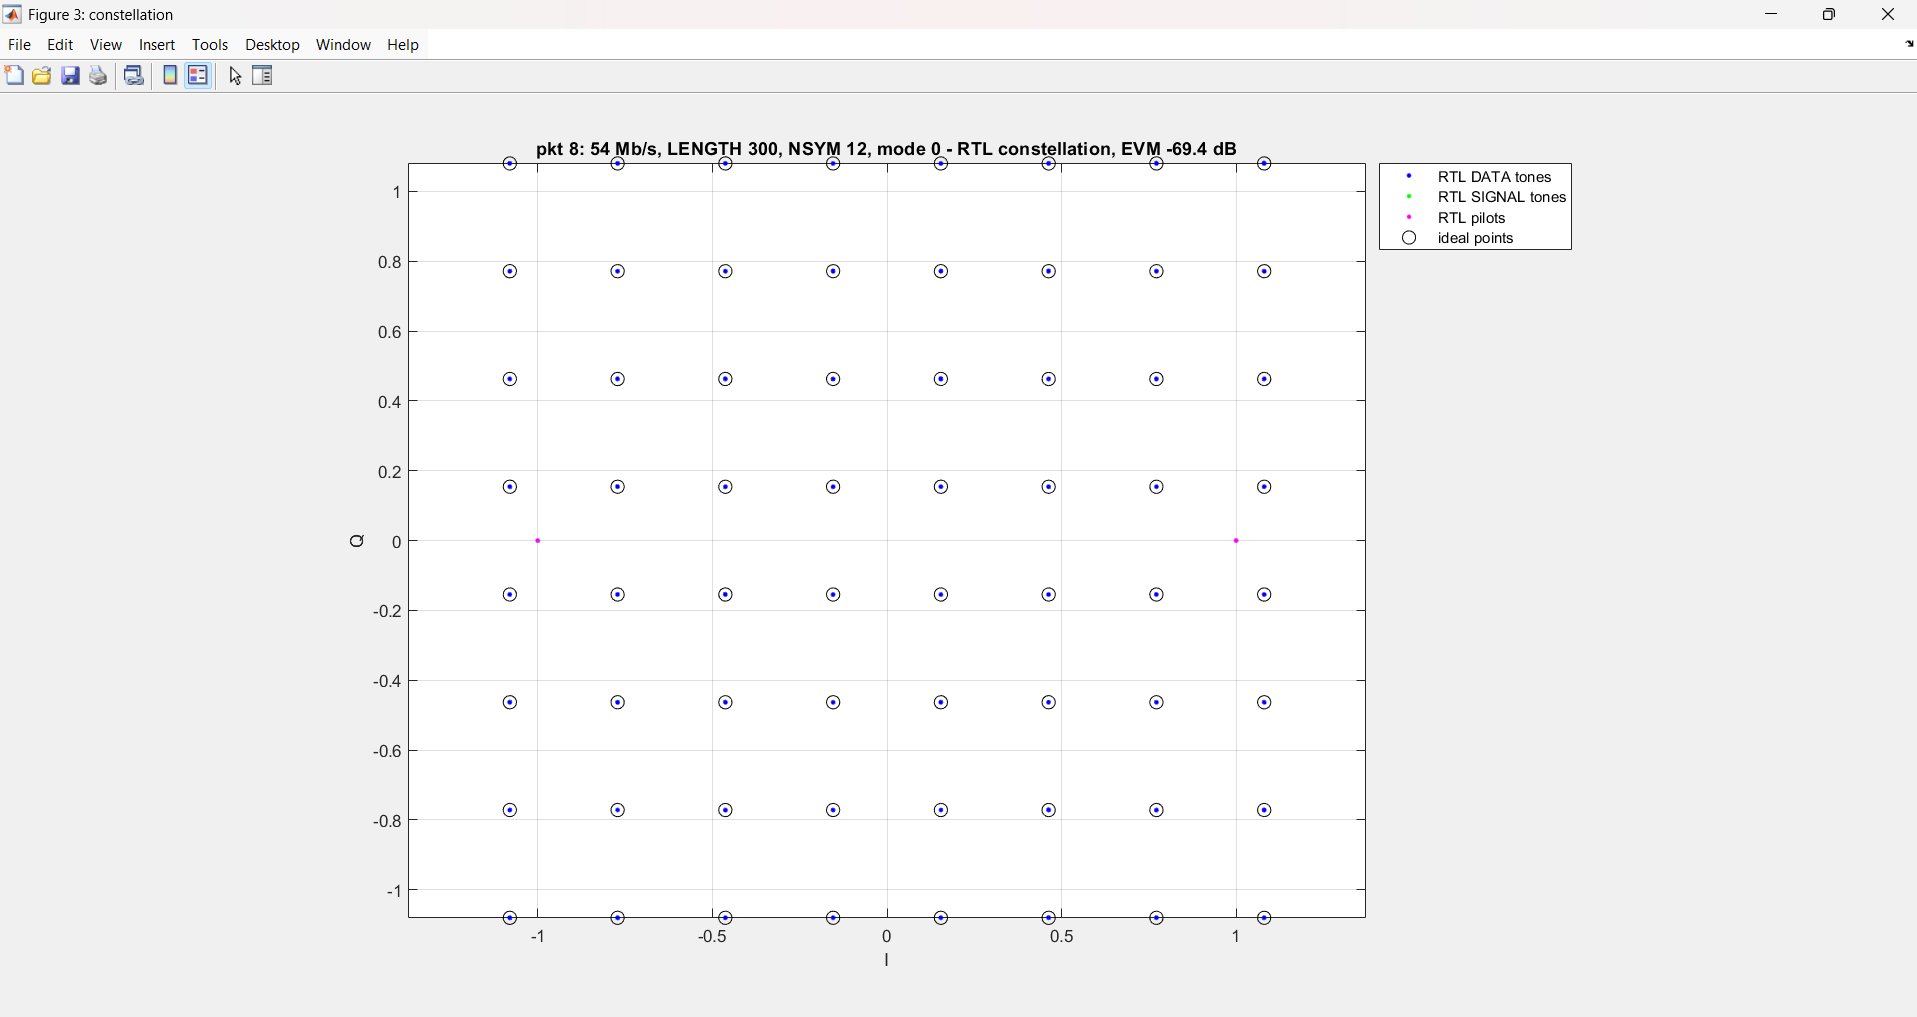 Figure 3: constellation
File Edit View Insert Tools Desktop Window Help
pkt 8: 54 Mb/s, LENGTH 300, NSYM 12, mode 0 - RTL constellation, EVM -69.4 dB
RTL DATA tones
RTL SIGNAL tones
RTL pilots
ideal points
1
0.8
0.6
0.4
0.2
0
-0.2
-0.4
-0.6
-0.8
-1
Q
-1 -0.5 0 0.5 1
I